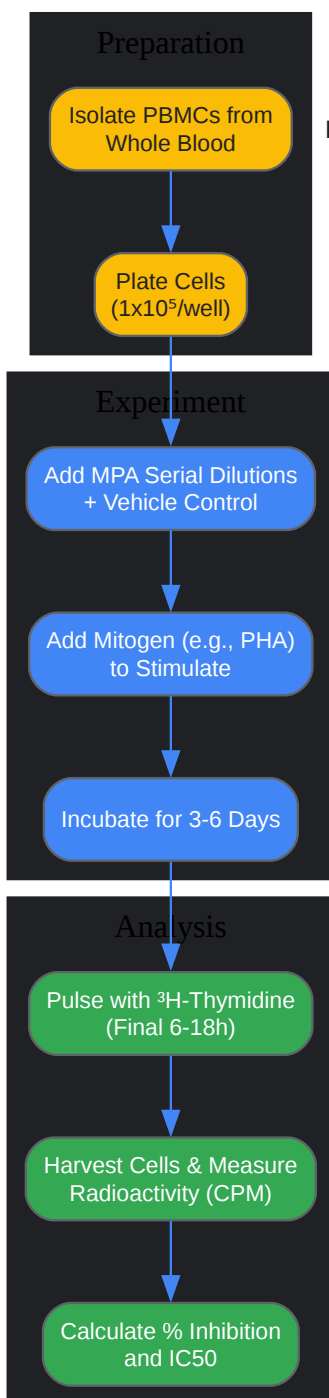 Preparation
Isolate PBMCs from
Whole Blood
Plate Cells
(1x10⁵/well)
Experiment
Add MPA Serial Dilutions
+ Vehicle Control
Add Mitogen (e.g., PHA)
to Stimulate
Incubate for 3-6 Days
Analysis
Pulse with ³H-Thymidine
(Final 6-18h)
Harvest Cells & Measure
Radioactivity (CPM)
Calculate % Inhibition
and IC50